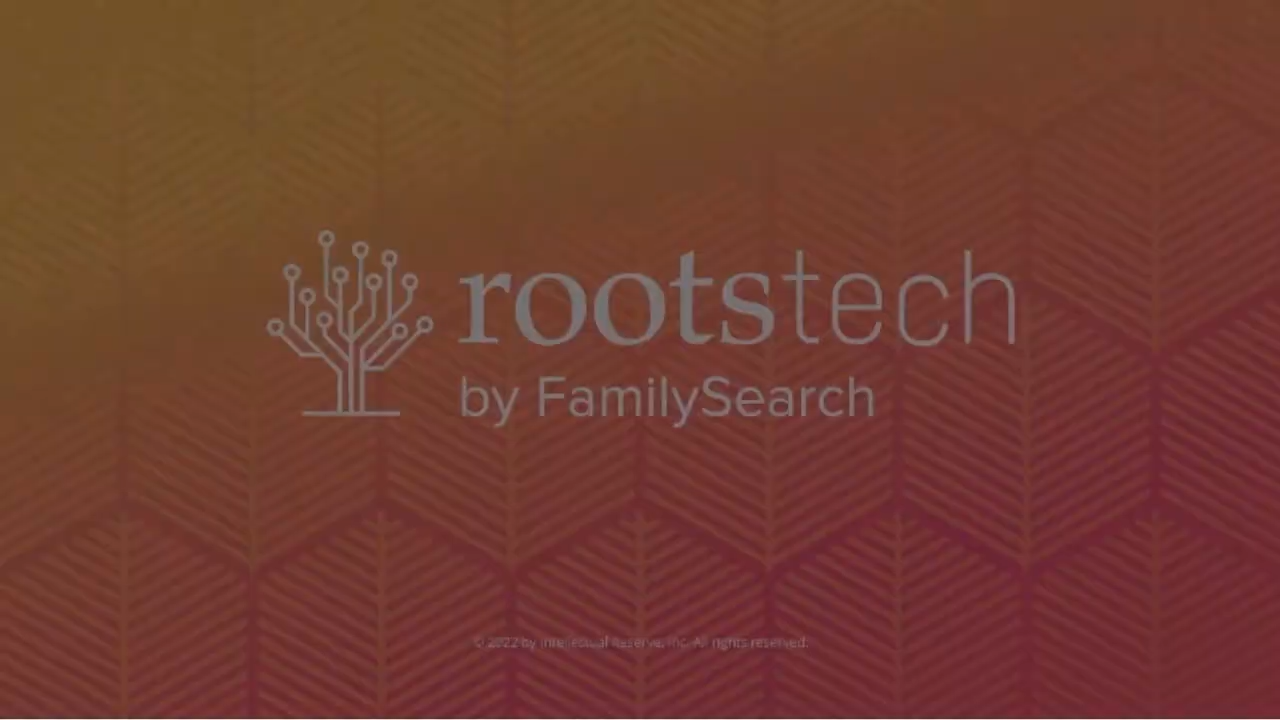 rootstech
by FamilySearch
© 2022 by Intellectual Reserve, Inc. All rights reserved.